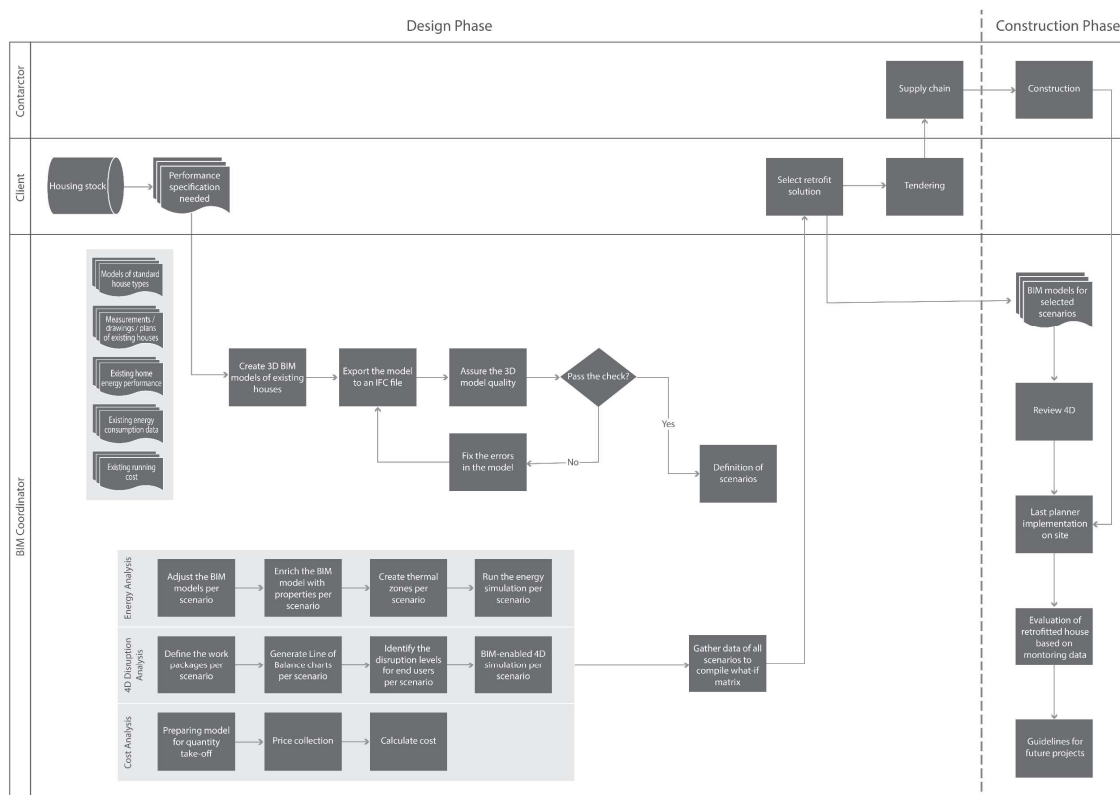 Design Phase
Construction Phase
Contarctor
Supply chain
Construction
Client
Housing stock
Performance
specification
needed
Select retrofit
solution
Tendering
BIM Coordinator
Models of standard
house types
Measurements /
drawings / plans
of existing houses
Existing home
energy performance
Existing energy
consumption data
Existing running
cost
Create 3D BIM
models of existing
houses
Export the model
to an IFC file
Assure the 3D
model quality
Pass the check?
Yes
No
Fix the errors
in the model
Definition of
scenarios
BIM models for
selected
scenarios
Review 4D
Last planner
implementation
on site
Evaluation of
retrofitted house
based on
montoring data
Guidelines for
future projects
Energy Analysis
Adjust the BIM
models per
scenario
Enrich the BIM
model with
properties per
scenario
Create thermal
zones per
scenario
Run the energy
simulation per
scenario
4D Disruption
Analysis
Define the work
packages per
scenario
Generate Line of
Balance charts
per scenario
Identify the
disruption levels
for end users
per scenario
BIM-enabled 4D
simulation per
scenario
Gather data of all
scenarios to
compile what-if
matrix
Cost Analysis
Preparing model
for quantity
take-off
Price collection
Calculate cost